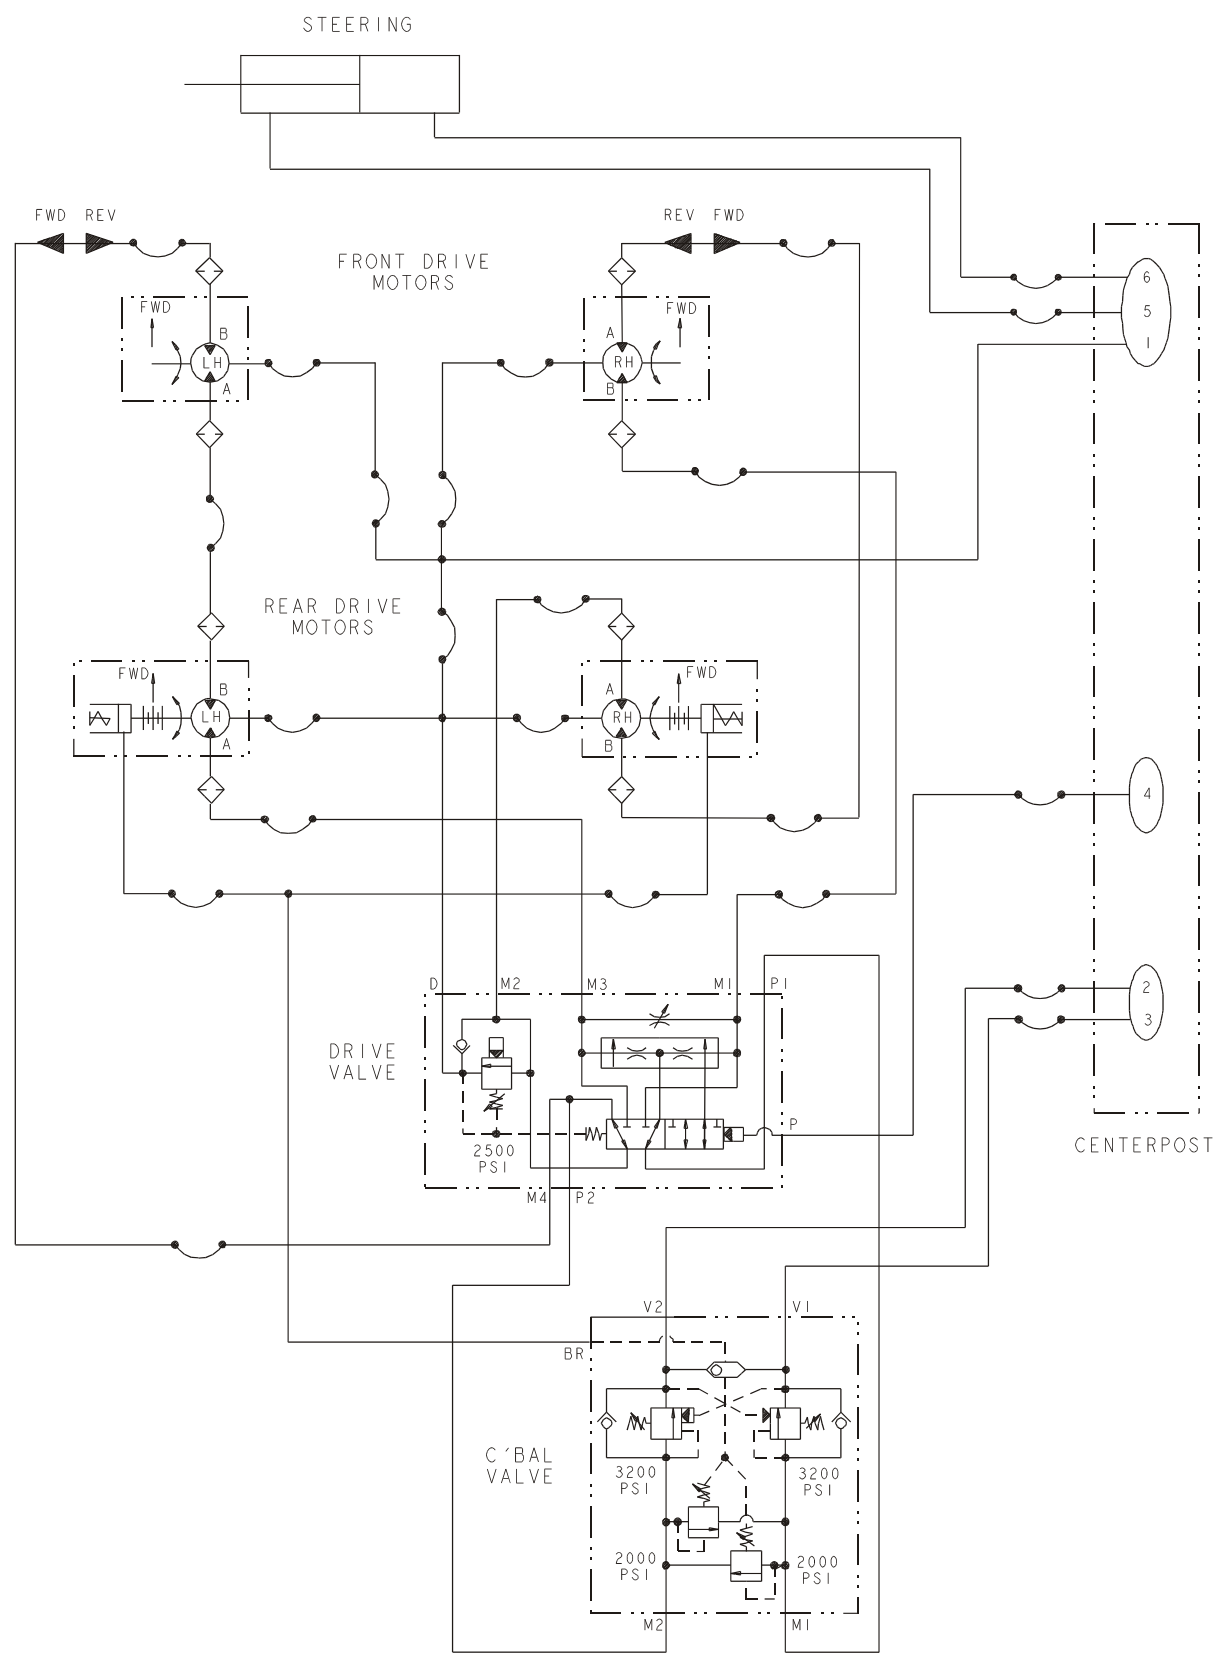 STEERING
FWD REV
REV FWD
FRONT DRIVE
MOTORS
6
5
1
FWD
B
LH
A
FWD
A
RH
B
REAR DRIVE
MOTORS
FWD
B
LH
A
FWD
A
RH
B
4
2
3
D
M2
M3
M1
P1
DRIVE
VALVE
P
2500
PSI
M4
P2
CENTERPOST
V2
V1
BR
C'BAL
VALVE
3200
PSI
3200
PSI
2000
PSI
2000
PSI
M2
M1